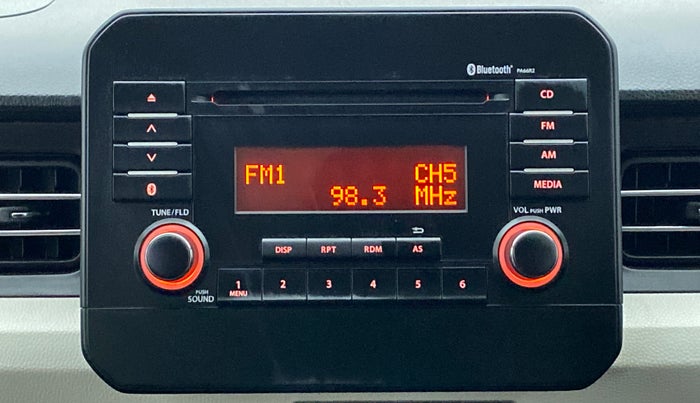 Bluetooth® PA66R2
CD
FM
AM
MEDIA
FM1 CH5
98.3 MHz
TUNE/FLD
VOL PUSH PWR
DISP RPT RDM AS
PUSH
SOUND
1 2 3 4 5 6
MENU